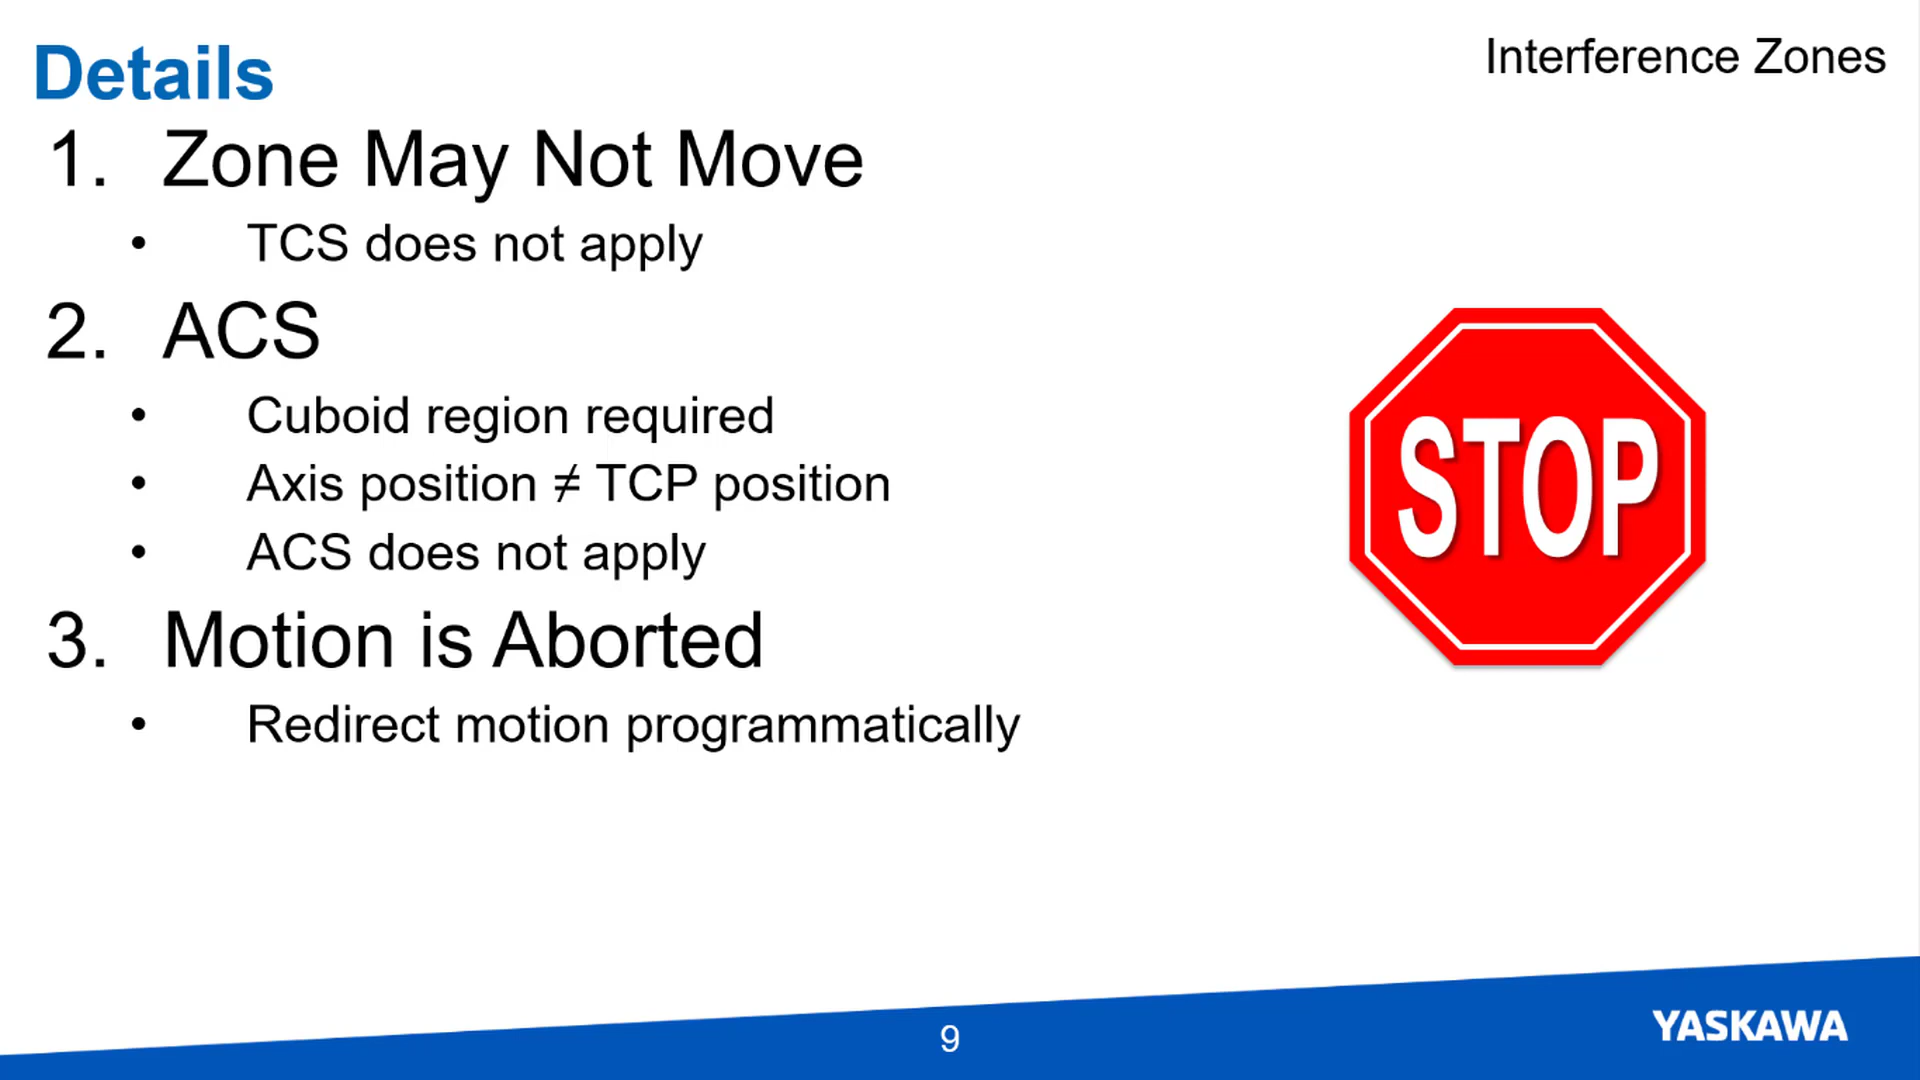 Details
Interference Zones
1. Zone May Not Move
• TCS does not apply
2. ACS
• Cuboid region required
• Axis position ≠ TCP position
• ACS does not apply
3. Motion is Aborted
• Redirect motion programmatically
STOP
9
YASKAWA